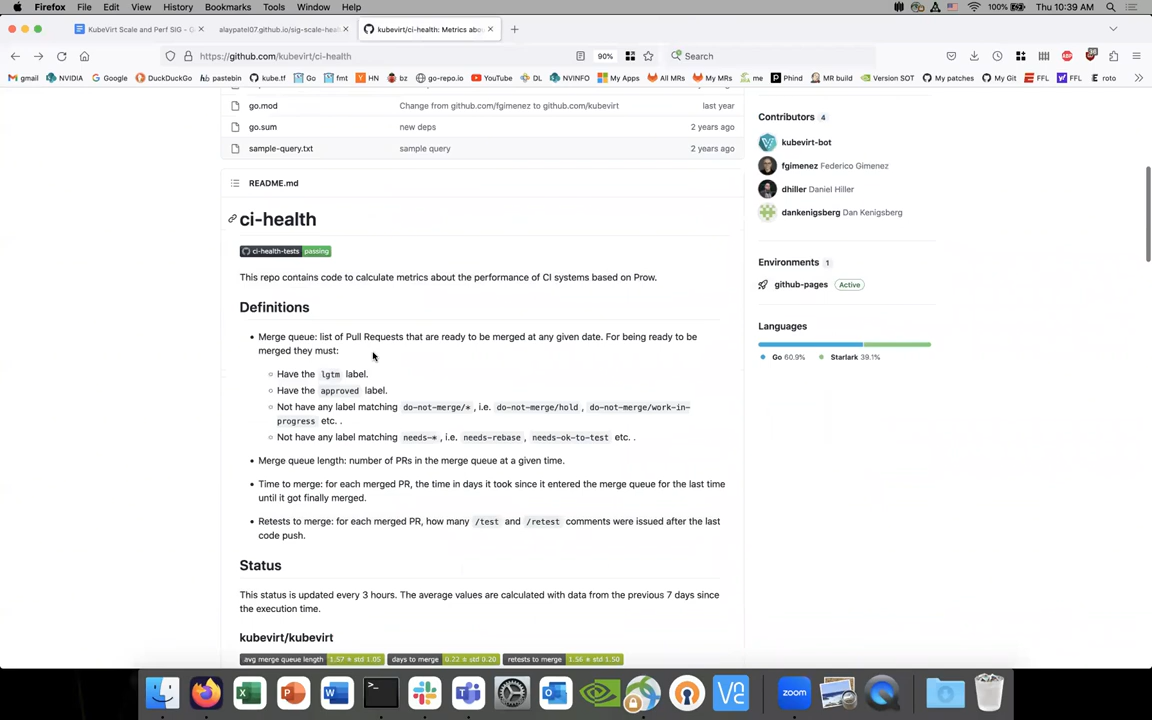 Firefox File Edit View History Bookmarks Tools Window Help 100% Thu 10:39 AM
KubeVirt Scale and Perf SIG - × alaypatel07.github.io/sig-scale-hea × kubevirt/ci-health: Metrics abo × +
https://github.com/kubevirt/ci-health 90% Search
gmail NVIDIA Google DuckDuckGo pastebin kube.tf Go fmt HN bz go-repo.io YouTube DL NVINFO My Apps All MRs My MRs me Phind MR build Version SOT My patches My Git FFL FFL eroto
go.mod Change from github.com/fgimenez to github.com/kubevirt last year
go.sum new deps 2 years ago
sample-query.txt sample query 2 years ago
README.md
ci-health
ci-health-tests passing
This repo contains code to calculate metrics about the performance of CI systems based on Prow.
Definitions
• Merge queue: list of Pull Requests that are ready to be merged at any given date. For being ready to be
merged they must:
Have the lgtm label.
Have the approved label.
Not have any label matching do-not-merge/* , i.e. do-not-merge/hold , do-not-merge/work-in-
progress etc. .
Not have any label matching needs-* , i.e. needs-rebase , needs-ok-to-test etc. .
• Merge queue length: number of PRs in the merge queue at a given time.
• Time to merge: for each merged PR, the time in days it took since it entered the merge queue for the last time
until it got finally merged.
• Retests to merge: for each merged PR, how many /test and /retest comments were issued after the last
code push.
Status
This status is updated every 3 hours. The average values are calculated with data from the previous 7 days since
the execution time.
kubevirt/kubevirt
avg merge queue length 1.57 ± std 1.05 days to merge 0.22 ± std 0.20 retests to merge 1.56 ± std 1.50
Contributors 4
kubevirt-bot
fgimenez Federico Gimenez
dhiller Daniel Hiller
dankenigsberg Dan Kenigsberg
Environments 1
github-pages Active
Languages
Go 60.9% Starlark 39.1%
zoom